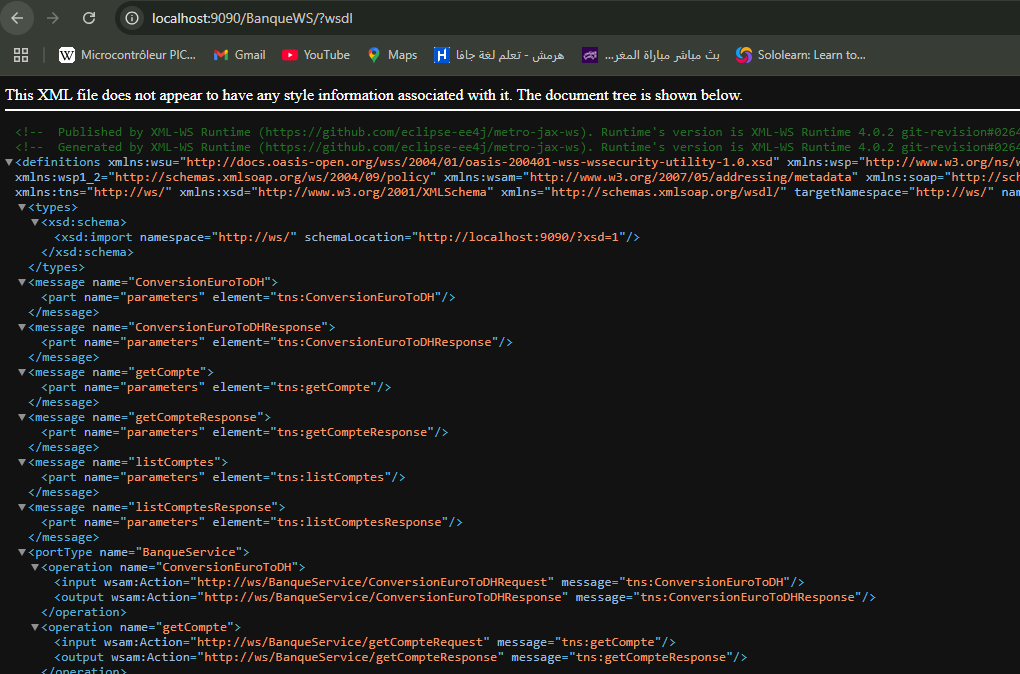 localhost:9090/BanqueWS/?wsdl
Microcontrôleur PIC... Gmail YouTube Maps هرمش - تعلم لغة جافا بث مباشر مباراة المغر... Sololearn: Learn to...
This XML file does not appear to have any style information associated with it. The document tree is shown below.
<!-- Published by XML-WS Runtime (https://github.com/eclipse-ee4j/metro-jax-ws). Runtime's version is XML-WS Runtime 4.0.2 git-revision#0264
<!-- Generated by XML-WS Runtime (https://github.com/eclipse-ee4j/metro-jax-ws). Runtime's version is XML-WS Runtime 4.0.2 git-revision#0264
▼<definitions xmlns:wsu="http://docs.oasis-open.org/wss/2004/01/oasis-200401-wss-wssecurity-utility-1.0.xsd" xmlns:wsp="http://www.w3.org/ns/w
xmlns:wsp1_2="http://schemas.xmlsoap.org/ws/2004/09/policy" xmlns:wsam="http://www.w3.org/2007/05/addressing/metadata" xmlns:soap="http://sch
xmlns:tns="http://ws/" xmlns:xsd="http://www.w3.org/2001/XMLSchema" xmlns="http://schemas.xmlsoap.org/wsdl/" targetNamespace="http://ws/" nam
▼<types>
▼<xsd:schema>
<xsd:import namespace="http://ws/" schemaLocation="http://localhost:9090/?xsd=1"/>
</xsd:schema>
</types>
▼<message name="ConversionEuroToDH">
<part name="parameters" element="tns:ConversionEuroToDH"/>
</message>
▼<message name="ConversionEuroToDHResponse">
<part name="parameters" element="tns:ConversionEuroToDHResponse"/>
</message>
▼<message name="getCompte">
<part name="parameters" element="tns:getCompte"/>
</message>
▼<message name="getCompteResponse">
<part name="parameters" element="tns:getCompteResponse"/>
</message>
▼<message name="listComptes">
<part name="parameters" element="tns:listComptes"/>
</message>
▼<message name="listComptesResponse">
<part name="parameters" element="tns:listComptesResponse"/>
</message>
▼<portType name="BanqueService">
▼<operation name="ConversionEuroToDH">
<input wsam:Action="http://ws/BanqueService/ConversionEuroToDHRequest" message="tns:ConversionEuroToDH"/>
<output wsam:Action="http://ws/BanqueService/ConversionEuroToDHResponse" message="tns:ConversionEuroToDHResponse"/>
</operation>
▼<operation name="getCompte">
<input wsam:Action="http://ws/BanqueService/getCompteRequest" message="tns:getCompte"/>
<output wsam:Action="http://ws/BanqueService/getCompteResponse" message="tns:getCompteResponse"/>
</operation>